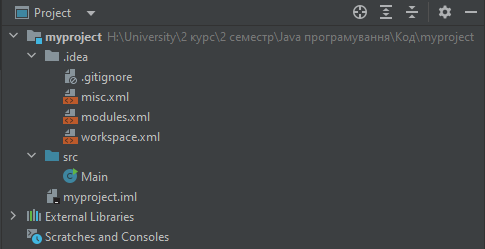 Project
myproject H:\University\2 курс\2 семестр\Java програмування\Код\myproject
.idea
.gitignore
misc.xml
modules.xml
workspace.xml
src
Main
myproject.iml
External Libraries
Scratches and Consoles